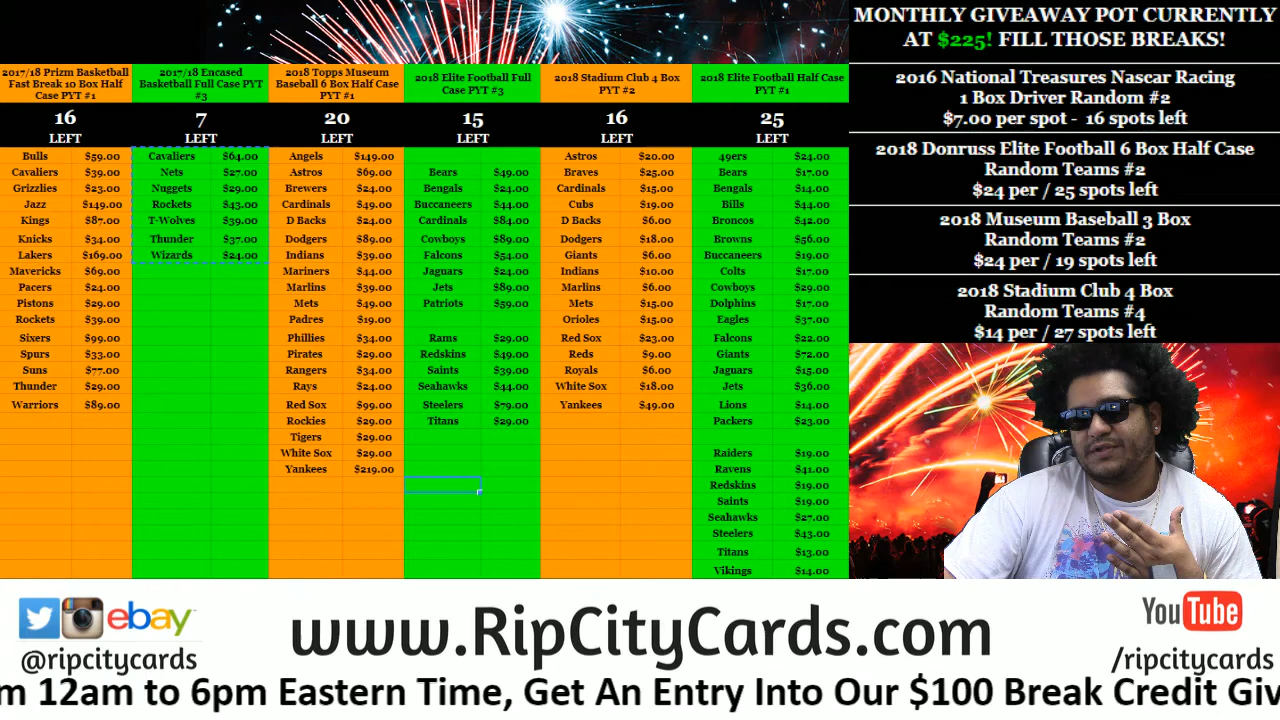 2017/18 Prizm Basketball
Fast Break 10 Box Half
Case PYT #1
16
LEFT
Bulls $59.00
Cavaliers $39.00
Grizzlies $23.00
Jazz $149.00
Kings $87.00
Knicks $34.00
Lakers $169.00
Mavericks $69.00
Pacers $24.00
Pistons $29.00
Rockets $39.00
Sixers $99.00
Spurs $33.00
Suns $77.00
Thunder $29.00
Warriors $89.00
2017/18 Encased
Basketball Full Case PYT
#3
7
LEFT
Cavaliers $64.00
Nets $27.00
Nuggets $29.00
Rockets $43.00
T-Wolves $39.00
Thunder $37.00
Wizards $24.00
2018 Topps Museum
Baseball 6 Box Half Case
PYT #1
20
LEFT
Angels $149.00
Astros $69.00
Brewers $24.00
Cardinals $49.00
D Backs $24.00
Dodgers $89.00
Indians $39.00
Mariners $44.00
Marlins $39.00
Mets $49.00
Padres $19.00
Phillies $34.00
Pirates $29.00
Rangers $34.00
Rays $24.00
Red Sox $99.00
Rockies $29.00
Tigers $29.00
White Sox $29.00
Yankees $219.00
2018 Elite Football Full
Case PYT #3
15
LEFT
Bears $49.00
Bengals $24.00
Buccaneers $44.00
Cardinals $84.00
Cowboys $89.00
Falcons $54.00
Jaguars $24.00
Jets $89.00
Patriots $59.00
Rams $29.00
Redskins $49.00
Saints $39.00
Seahawks $44.00
Steelers $79.00
Titans $29.00
2018 Stadium Club 4 Box
PYT #2
16
LEFT
Astros $20.00
Braves $25.00
Cardinals $15.00
Cubs $19.00
D Backs $6.00
Dodgers $18.00
Giants $6.00
Indians $10.00
Marlins $6.00
Mets $15.00
Orioles $15.00
Red Sox $23.00
Reds $9.00
Royals $6.00
White Sox $18.00
Yankees $49.00
2018 Elite Football Half Case
PYT #1
25
LEFT
49ers $24.00
Bears $17.00
Bengals $14.00
Bills $44.00
Broncos $42.00
Browns $56.00
Buccaneers $19.00
Colts $17.00
Cowboys $29.00
Dolphins $17.00
Eagles $37.00
Falcons $22.00
Giants $72.00
Jaguars $15.00
Jets $36.00
Lions $14.00
Packers $23.00
Raiders $19.00
Ravens $41.00
Redskins $19.00
Saints $19.00
Seahawks $27.00
Steelers $43.00
Titans $13.00
Vikings $14.00
MONTHLY GIVEAWAY POT CURRENTLY
AT $225! FILL THOSE BREAKS!
2016 National Treasures Nascar Racing
1 Box Driver Random #2
$7.00 per spot - 16 spots left
2018 Donruss Elite Football 6 Box Half Case
Random Teams #2
$24 per / 25 spots left
2018 Museum Baseball 3 Box
Random Teams #2
$24 per / 19 spots left
2018 Stadium Club 4 Box
Random Teams #4
$14 per / 27 spots left
ebay
@ripcitycards
www.RipCityCards.com
YouTube
/ripcitycards
m 12am to 6pm Eastern Time, Get An Entry Into Our $100 Break Credit Giv